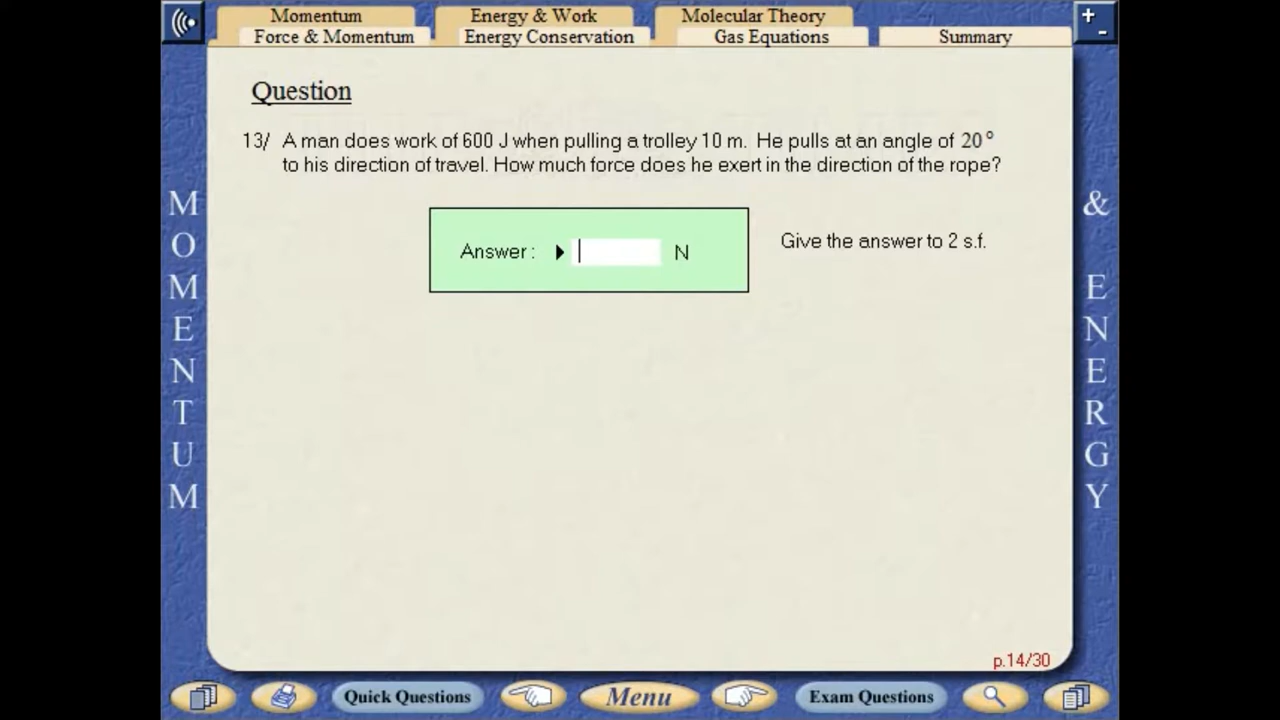 Momentum
Energy & Work
Molecular Theory
Force & Momentum
Energy Conservation
Gas Equations
Summary
+
-
Question
13/ A man does work of 600 J when pulling a trolley 10 m. He pulls at an angle of 20°
to his direction of travel. How much force does he exert in the direction of the rope?
Answer :
N
Give the answer to 2 s.f.
MOMENTUM
& ENERGY
p.14/30
Quick Questions
Menu
Exam Questions